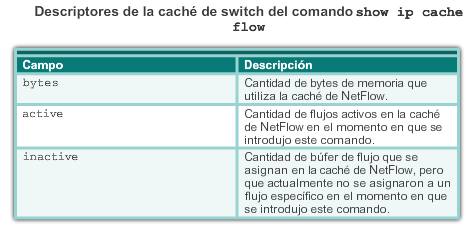 Descriptores de la caché de switch del comando show ip cache
flow
Campo Descripción
bytes Cantidad de bytes de memoria que
utiliza la caché de NetFlow.
active Cantidad de flujos activos en la caché
de NetFlow en el momento en que se
introdujo este comando.
inactive Cantidad de búfer de flujo que se
asignan en la caché de NetFlow, pero
que actualmente no se asignaron a un
flujo específico en el momento en que
se introdujo este comando.